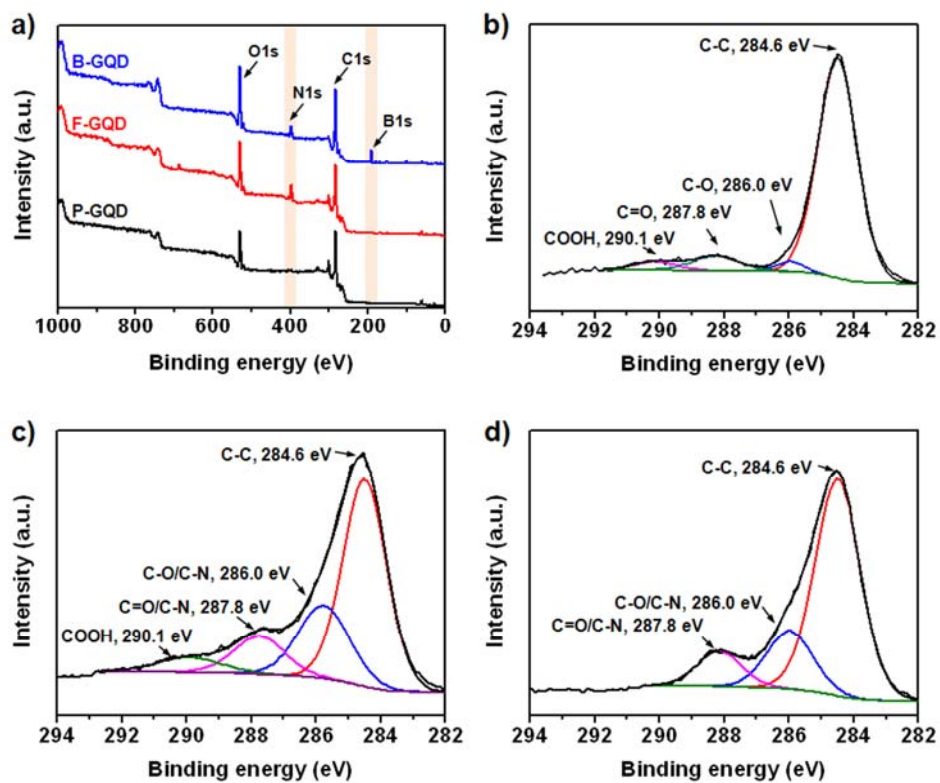 a)
B-GQD
F-GQD
P-GQD
O1s
N1s
C1s
B1s
Intensity (a.u.)
1000 800 600 400 200 0
Binding energy (eV)
b)
C-C, 284.6 eV
C-O, 286.0 eV
C=O, 287.8 eV
COOH, 290.1 eV
Intensity (a.u.)
294 292 290 288 286 284 282
Binding energy (eV)
c)
C-C, 284.6 eV
C-O/C-N, 286.0 eV
C=O/C-N, 287.8 eV
COOH, 290.1 eV
Intensity (a.u.)
294 292 290 288 286 284 282
Binding energy (eV)
d)
C-C, 284.6 eV
C-O/C-N, 286.0 eV
C=O/C-N, 287.8 eV
Intensity (a.u.)
294 292 290 288 286 284 282
Binding energy (eV)